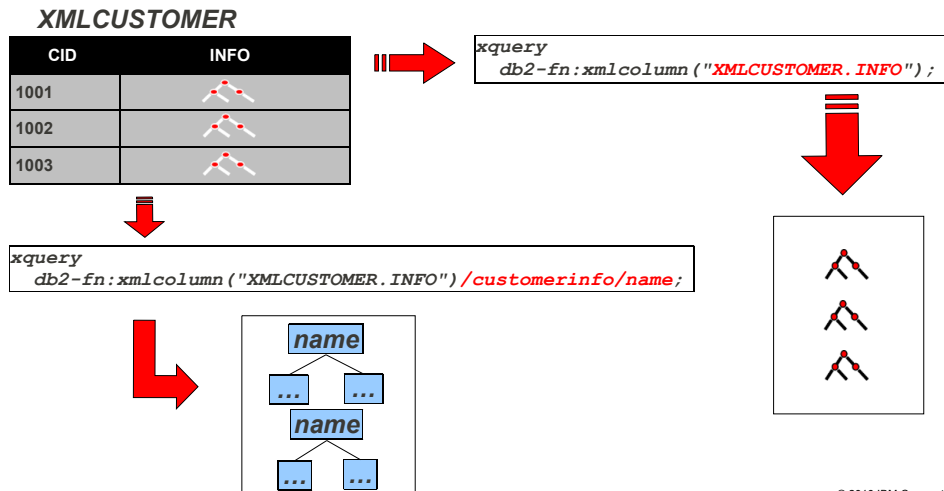 XMLCUSTOMER
CID INFO
1001
1002
1003
xquery
db2-fn:xmlcolumn("XMLCUSTOMER.INFO");
xquery
db2-fn:xmlcolumn("XMLCUSTOMER.INFO")/customerinfo/name;
name
... ...
name
... ...